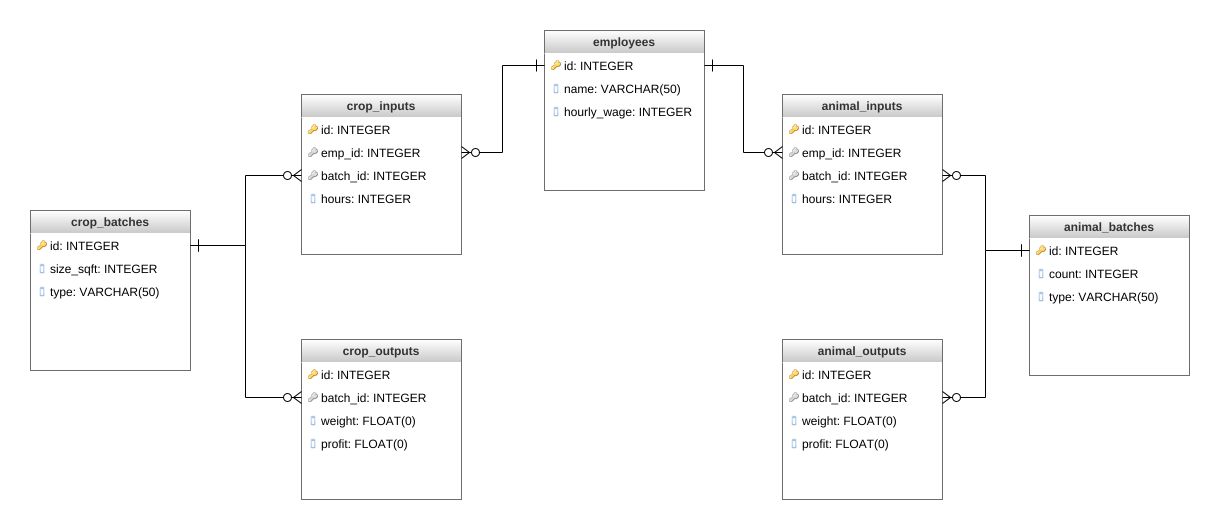 employees
id: INTEGER
name: VARCHAR(50)
hourly_wage: INTEGER
crop_inputs
id: INTEGER
emp_id: INTEGER
batch_id: INTEGER
hours: INTEGER
animal_inputs
id: INTEGER
emp_id: INTEGER
batch_id: INTEGER
hours: INTEGER
crop_batches
id: INTEGER
size_sqft: INTEGER
type: VARCHAR(50)
animal_batches
id: INTEGER
count: INTEGER
type: VARCHAR(50)
crop_outputs
id: INTEGER
batch_id: INTEGER
weight: FLOAT(0)
profit: FLOAT(0)
animal_outputs
id: INTEGER
batch_id: INTEGER
weight: FLOAT(0)
profit: FLOAT(0)